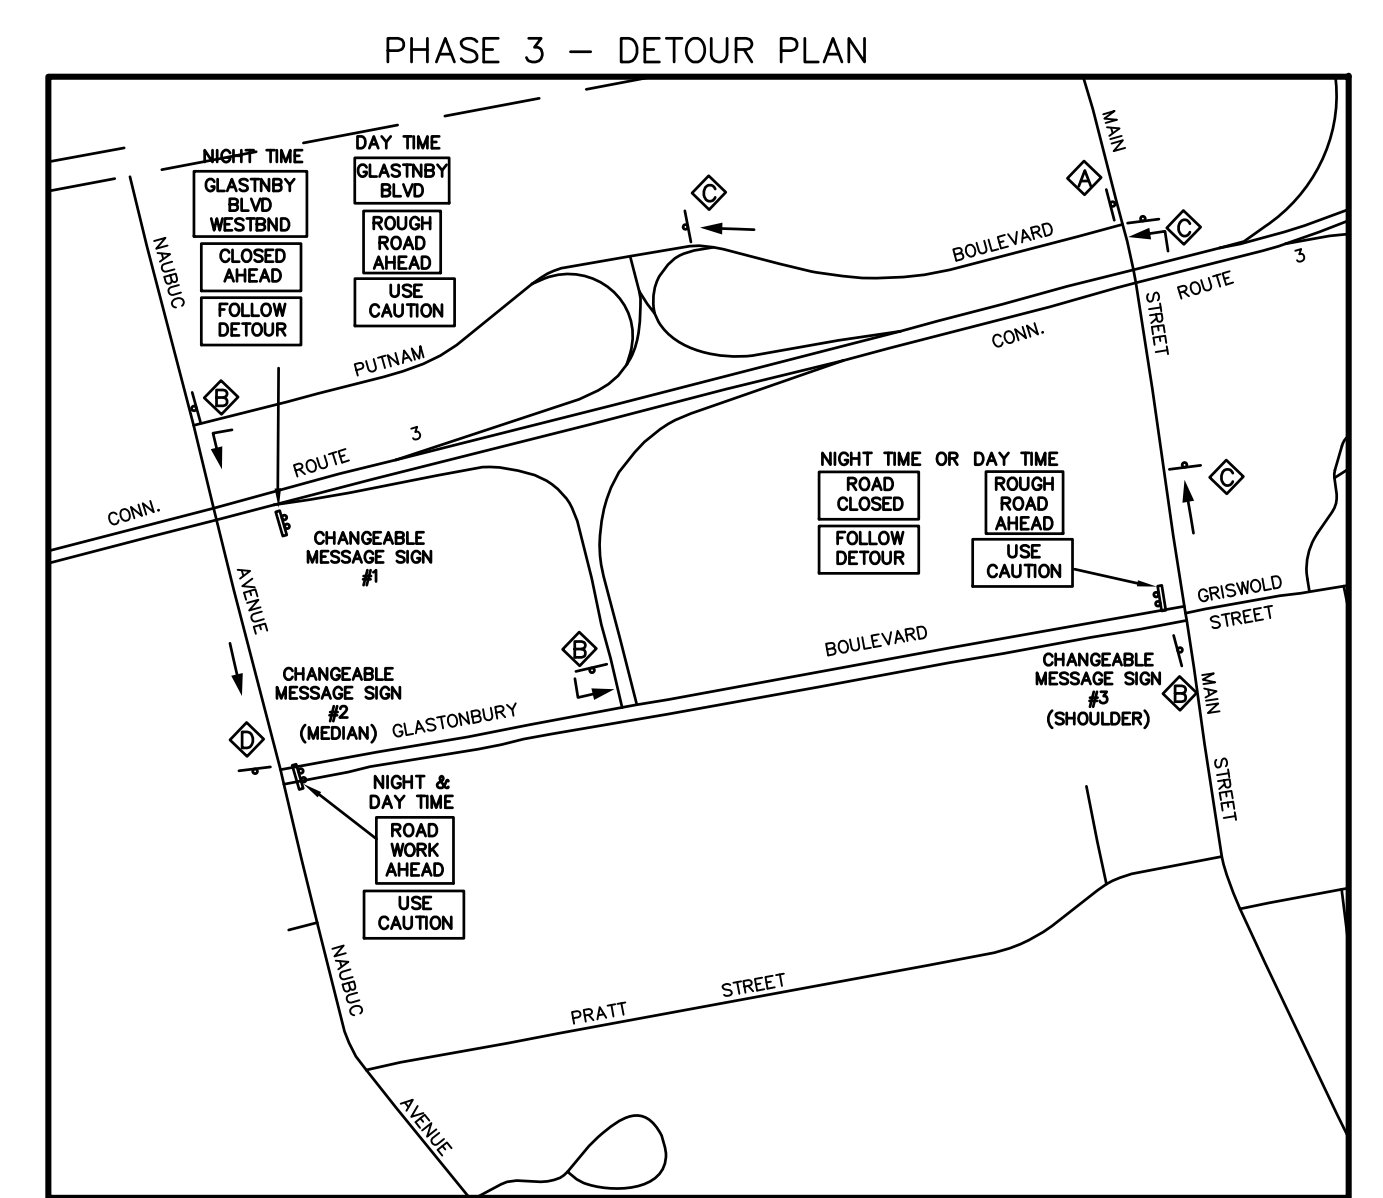 PHASE 3 - DETOUR PLAN
NIGHT TIME
GLASTNBY
BLVD
WESTBND
CLOSED
AHEAD
FOLLOW
DETOUR
DAY TIME
GLASTNBY
BLVD
ROUGH
ROAD
AHEAD
USE
CAUTION
C
A
MAIN
C
BOULEVARD
NAUBUC
PUTNAM
B
ROUTE 3
CONN.
STREET
CONN.
ROUTE 3
CHANGEABLE
MESSAGE SIGN
#1
NIGHT TIME OR DAY TIME
ROAD
CLOSED
FOLLOW
DETOUR
ROUGH
ROAD
AHEAD
USE
CAUTION
C
AVENUE
GRISWOLD
STREET
BOULEVARD
B
CHANGEABLE
MESSAGE SIGN
#2
(MEDIAN)
GLASTONBURY
CHANGEABLE
MESSAGE SIGN
#3
(SHOULDER)
B
MAIN
STREET
D
NIGHT &
DAY TIME
ROAD
WORK
AHEAD
USE
CAUTION
NAUBUC
PRATT STREET
AVENUE